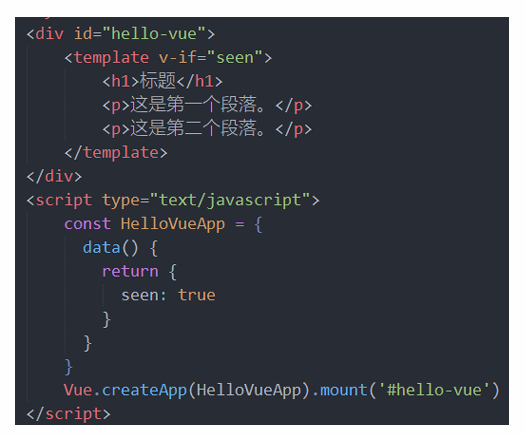 <div id="hello-vue">
    <template v-if="seen">
        <h1>标题</h1>
        <p>这是第一个段落。</p>
        <p>这是第二个段落。</p>
    </template>
</div>
<script type="text/javascript">
    const HelloVueApp = {
      data() {
        return {
          seen: true
        }
      }
    }
    Vue.createApp(HelloVueApp).mount('#hello-vue')
</script>